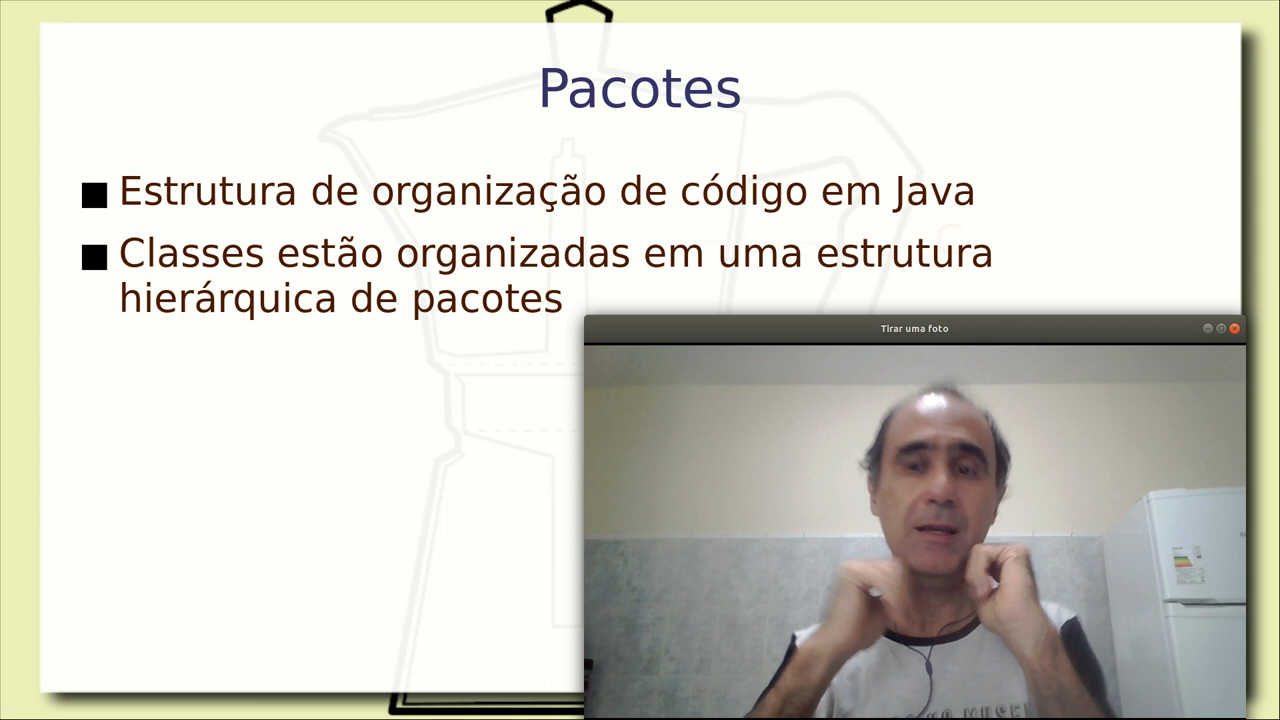 Pacotes
Estrutura de organização de código em Java
Classes estão organizadas em uma estrutura
hierárquica de pacotes
Tirar uma foto